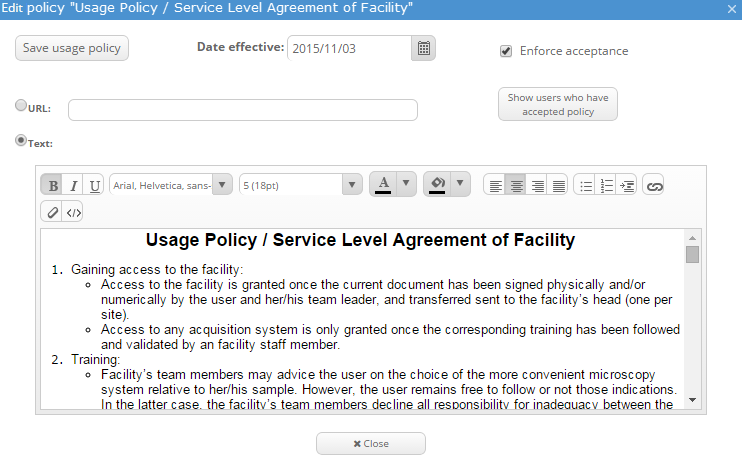 Edit policy "Usage Policy / Service Level Agreement of Facility"
Save usage policy
Date effective: 2015/11/03
Enforce acceptance
URL:
Show users who have
accepted policy
Text:
B I U Arial, Helvetica, sans- 5 (18pt) A
Usage Policy / Service Level Agreement of Facility
1. Gaining access to the facility:
Access to the facility is granted once the current document has been signed physically and/or
numerically by the user and her/his team leader, and transferred sent to the facility's head (one per
site).
Access to any acquisition system is only granted once the corresponding training has been followed
and validated by an facility staff member.
2. Training:
Facility's team members may advice the user on the choice of the more convenient microscopy
system relative to her/his sample. However, the user remains free to follow or not those indications.
In the latter case, the facility's team members decline all responsibility for inadequacy between the
Close